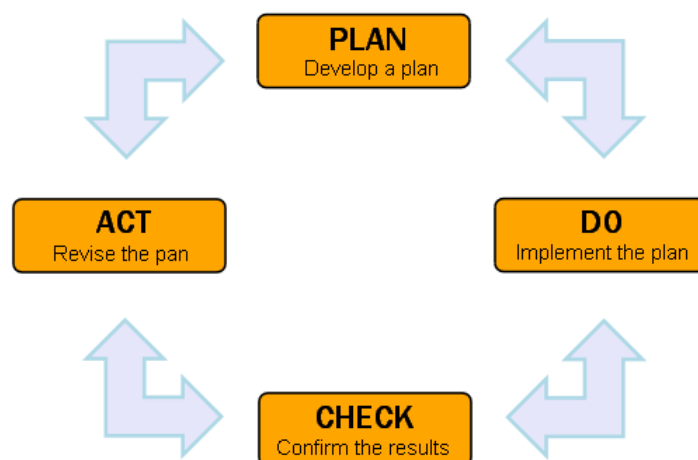 PLAN
Develop a plan
ACT
Revise the pan
DO
Implement the plan
CHECK
Confirm the results